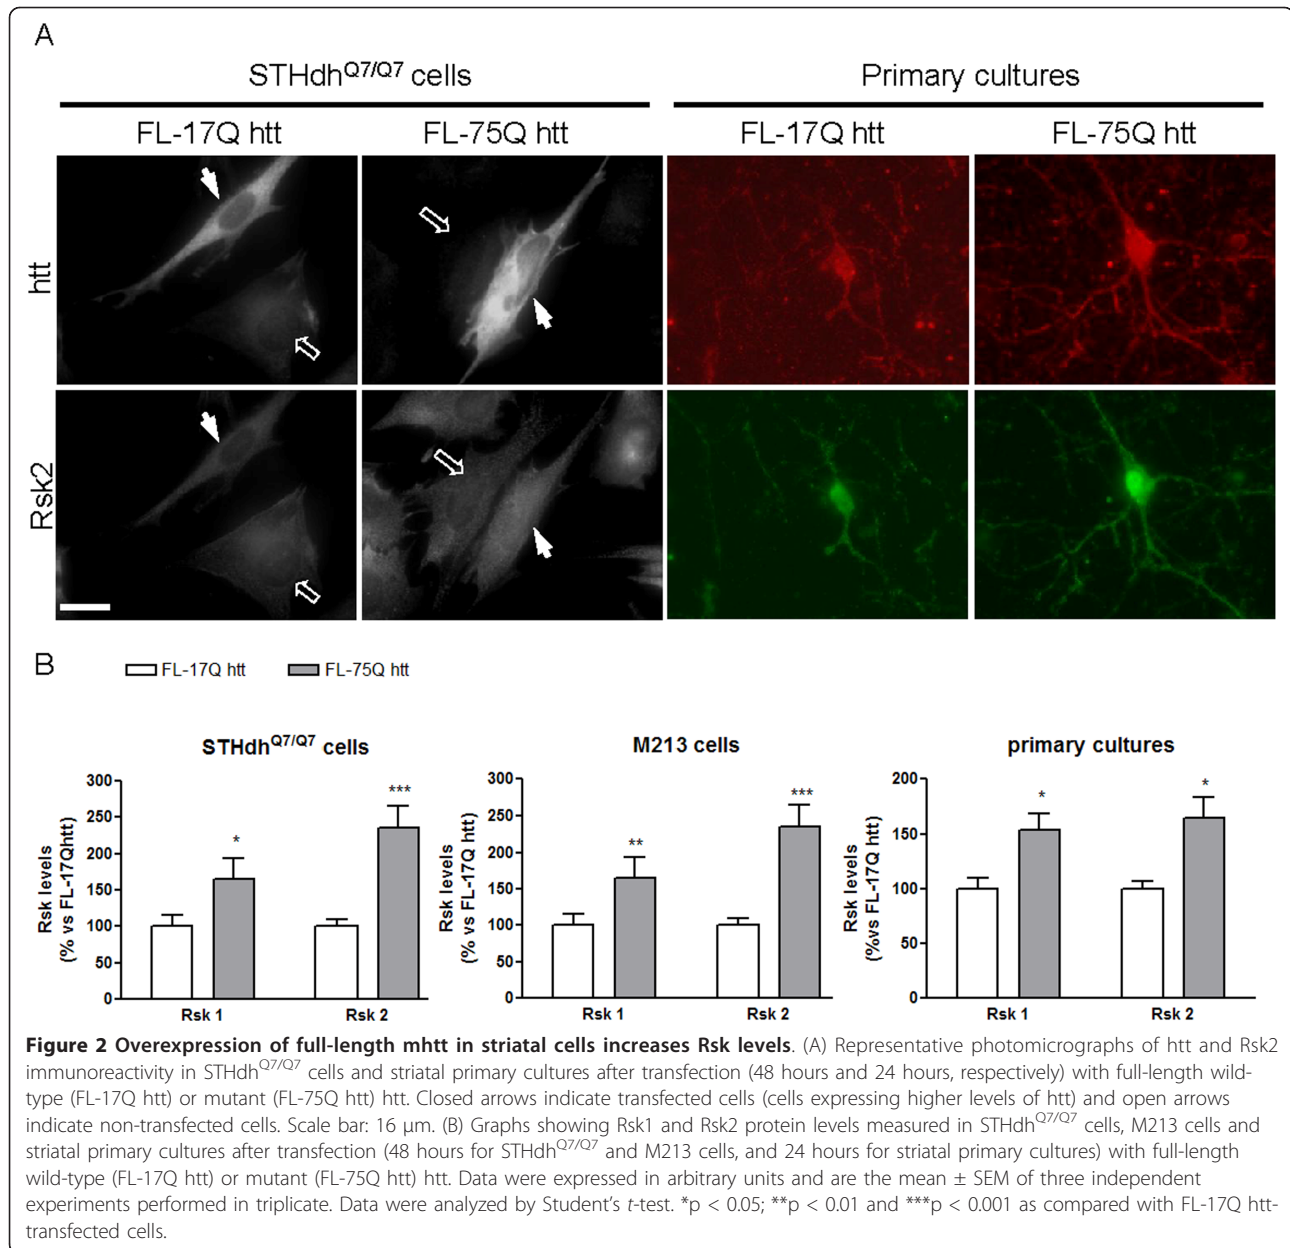 A
STHdhQ7/Q7 cells
Primary cultures
FL-17Q htt
FL-75Q htt
FL-17Q htt
FL-75Q htt
htt
Rsk2
B
FL-17Q htt
FL-75Q htt
STHdhQ7/Q7 cells
Rsk levels
(% vs FL-17Qhtt)
300
250
200
150
100
50
0
*
***
Rsk 1
Rsk 2
M213 cells
Rsk levels
(% vs FL-17Q htt)
300
250
200
150
100
50
0
**
***
Rsk 1
Rsk 2
primary cultures
Rsk levels
(%vs FL-17Q htt)
200
150
100
50
0
*
*
Rsk 1
Rsk 2
Figure 2 Overexpression of full-length mhtt in striatal cells increases Rsk levels. (A) Representative photomicrographs of htt and Rsk2
immunoreactivity in STHdhQ7/Q7 cells and striatal primary cultures after transfection (48 hours and 24 hours, respectively) with full-length wild-
type (FL-17Q htt) or mutant (FL-75Q htt) htt. Closed arrows indicate transfected cells (cells expressing higher levels of htt) and open arrows
indicate non-transfected cells. Scale bar: 16 μm. (B) Graphs showing Rsk1 and Rsk2 protein levels measured in STHdhQ7/Q7 cells, M213 cells and
striatal primary cultures after transfection (48 hours for STHdhQ7/Q7 and M213 cells, and 24 hours for striatal primary cultures) with full-length
wild-type (FL-17Q htt) or mutant (FL-75Q htt) htt. Data were expressed in arbitrary units and are the mean ± SEM of three independent
experiments performed in triplicate. Data were analyzed by Student's t-test. *p < 0.05; **p < 0.01 and ***p < 0.001 as compared with FL-17Q htt-
transfected cells.